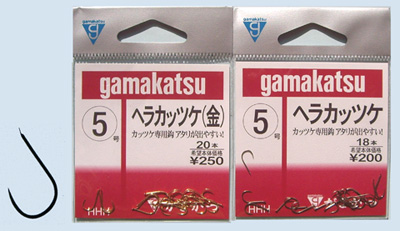 gamakatsu
5号
ヘラカッツケ(金)
カッツケ専用鈎 アタリが出やすい!
20本
希望本体価格
¥250
gamakatsu
5号
ヘラカッツケ
カッツケ専用鈎 アタリが出やすい!
18本
希望本体価格
¥200